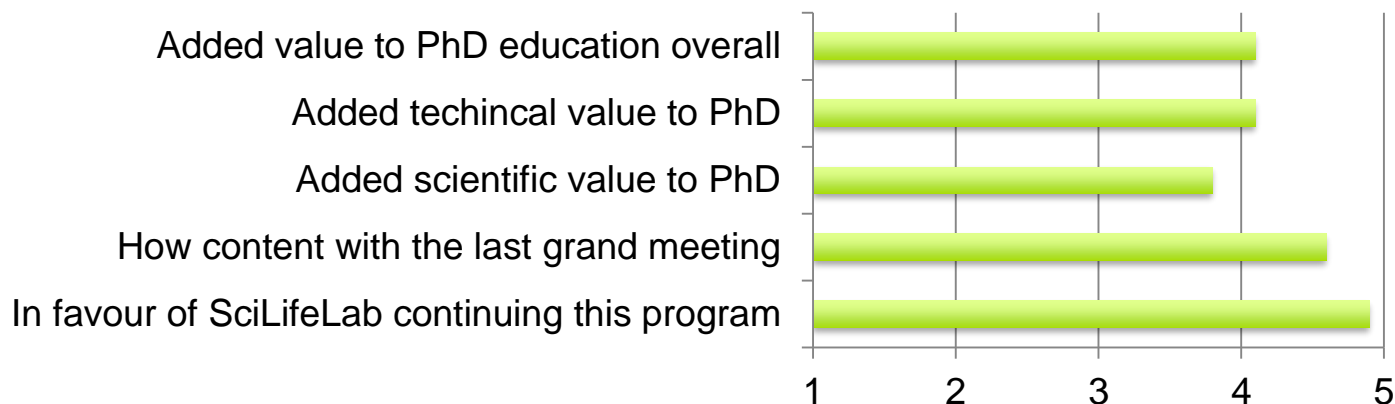 Added value to PhD education overall
Added techincal value to PhD
Added scientific value to PhD
How content with the last grand meeting
In favour of SciLifeLab continuing this program
1 2 3 4 5